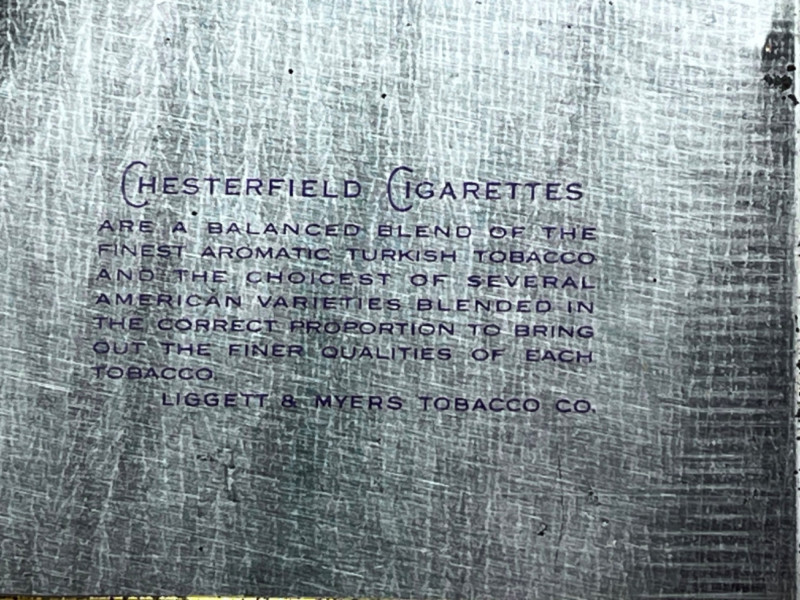 CHESTERFIELD CIGARETTES
ARE A BALANCED BLEND OF THE
FINEST AROMATIC TURKISH TOBACCO
AND THE CHOICEST OF SEVERAL
AMERICAN VARIETIES BLENDED IN
THE CORRECT PROPORTION TO BRING
OUT THE FINER QUALITIES OF EACH
TOBACCO.
LIGGETT & MYERS TOBACCO CO.